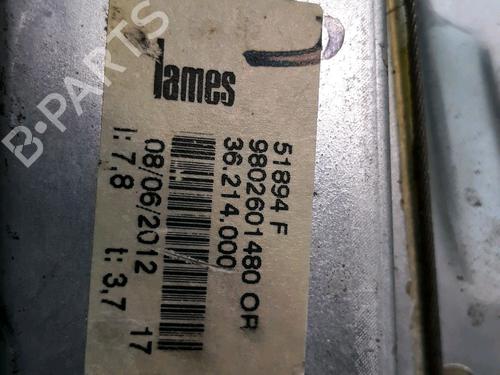 lames
51894 F
9802601480 OR
36.214,000
08/06/2012 17
I: 7,8 t: 3,7
B-PARTS